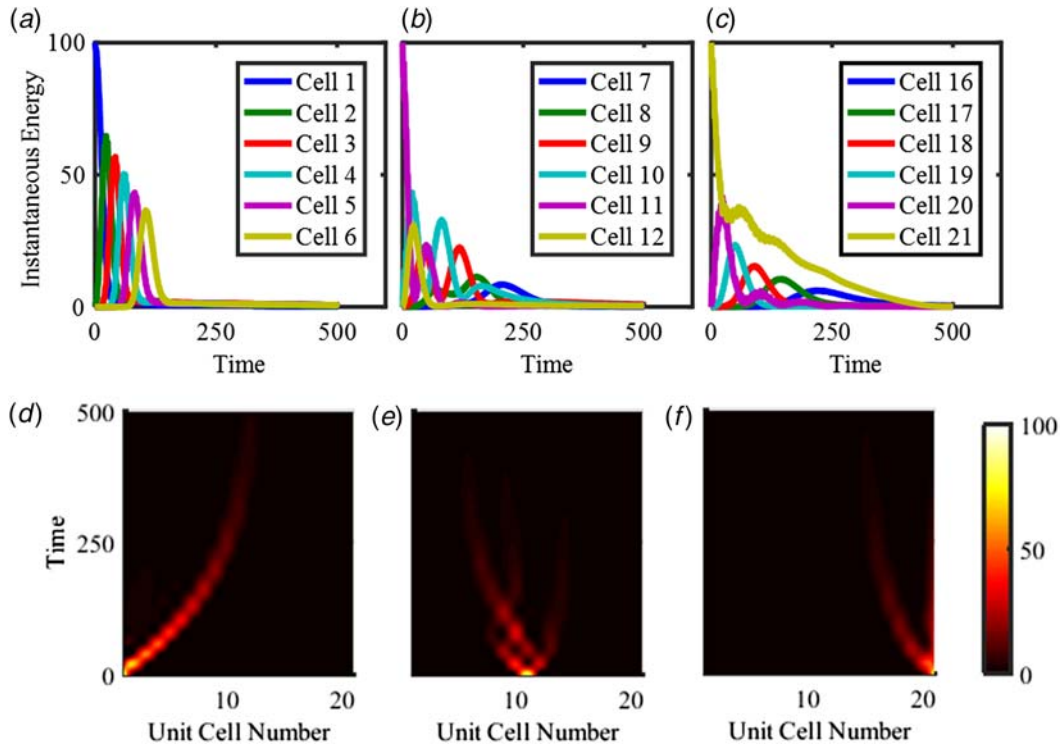 (a)
100
50
0
Instantaneous Energy
Cell 1
Cell 2
Cell 3
Cell 4
Cell 5
Cell 6
0
250
500
Time
(b)
Cell 7
Cell 8
Cell 9
Cell 10
Cell 11
Cell 12
0
250
500
Time
(c)
Cell 16
Cell 17
Cell 18
Cell 19
Cell 20
Cell 21
0
250
500
Time
(d)
500
250
0
Time
10
20
Unit Cell Number
(e)
10
20
Unit Cell Number
(f)
10
20
Unit Cell Number
100
50
0